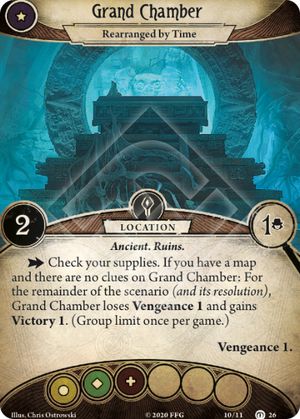 Grand Chamber
Rearranged by Time
2
LOCATION
1
Ancient. Ruins.
Check your supplies. If you have a map
and there are no clues on Grand Chamber: For
the remainder of the scenario (and its resolution),
Grand Chamber loses Vengeance 1 and gains
Victory 1. (Group limit once per game.)
Vengeance 1.
Illus. Chris Ostrowski
© 2020 FFG
10/11
26